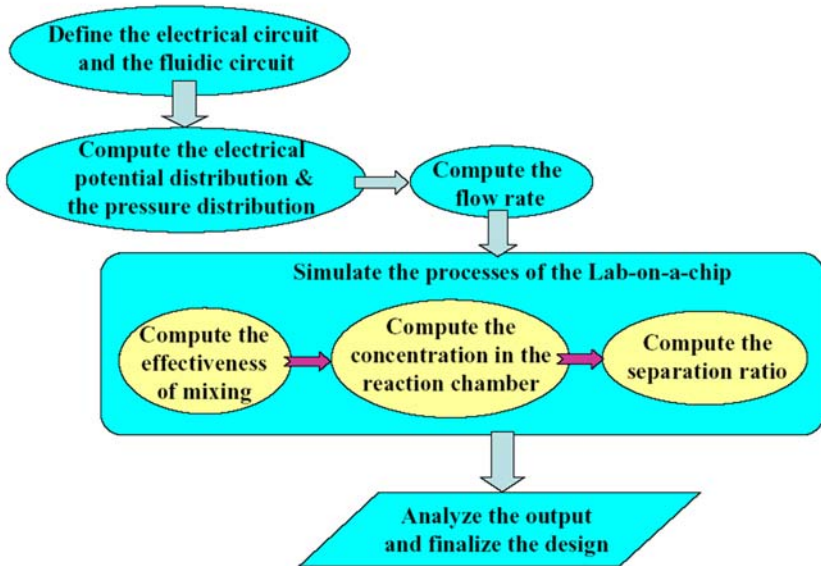 Define the electrical circuit
and the fluidic circuit
Compute the electrical
potential distribution &
the pressure distribution
Compute the
flow rate
Simulate the processes of the Lab-on-a-chip
Compute the
effectiveness
of mixing
Compute the
concentration in the
reaction chamber
Compute the
separation ratio
Analyze the output
and finalize the design